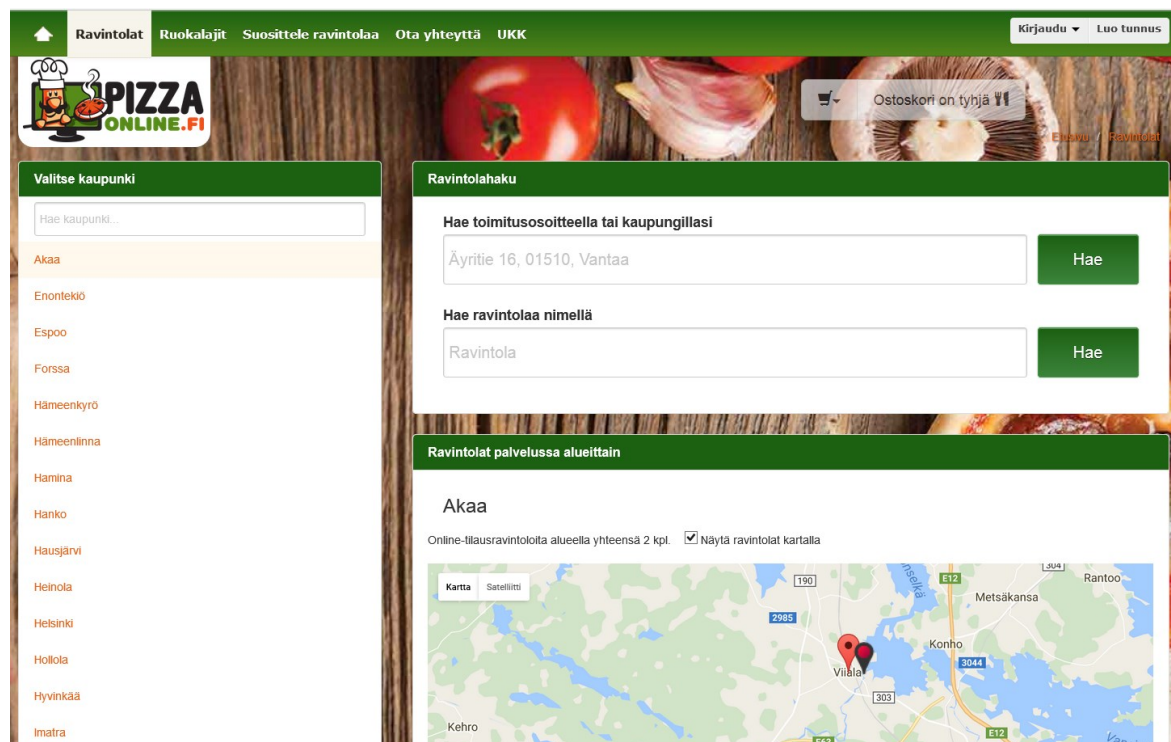 Ravintolat Ruokalajit Suosittele ravintolaa Ota yhteyttä UKK
Kirjaudu Luo tunnus
PIZZA
ONLINE.FI
Ostoskori on tyhjä
Etusivu / Ravintolat
Valitse kaupunki
Hae kaupunki...
Akaa
Enontekiö
Espoo
Forssa
Hämeenkyrö
Hämeenlinna
Hamina
Hanko
Hausjärvi
Heinola
Helsinki
Hollola
Hyvinkää
Imatra
Ravintolahaku
Hae toimitusosoitteella tai kaupungillasi
Äyritie 16, 01510, Vantaa
Hae
Hae ravintolaa nimellä
Ravintola
Hae
Ravintolat palvelussa alueittain
Akaa
Online-tilausravintoloita alueella yhteensä 2 kpl. Näytä ravintolat kartalla
Kartta Satelliitti
190
E12
304
Rantoo
Metsäkansa
2985
Konho
3044
Viiala
303
Kehro
E63
E12